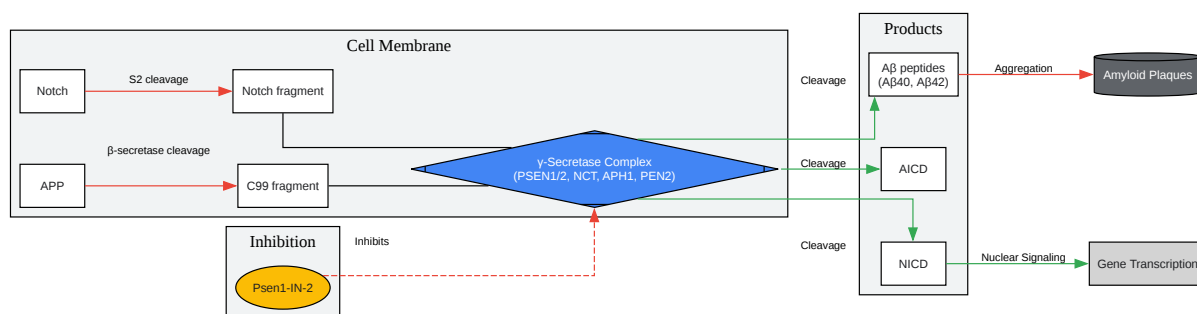 Cell Membrane
Products
Notch
S2 cleavage
Notch fragment
APP
β-secretase cleavage
C99 fragment
γ-Secretase Complex
(PSEN1/2, NCT, APH1, PEN2)
Cleavage
Cleavage
Cleavage
Aβ peptides
(Aβ40, Aβ42)
Aggregation
Amyloid Plaques
AICD
NICD
Nuclear Signaling
Gene Transcription
Inhibition
Inhibits
Psen1-IN-2